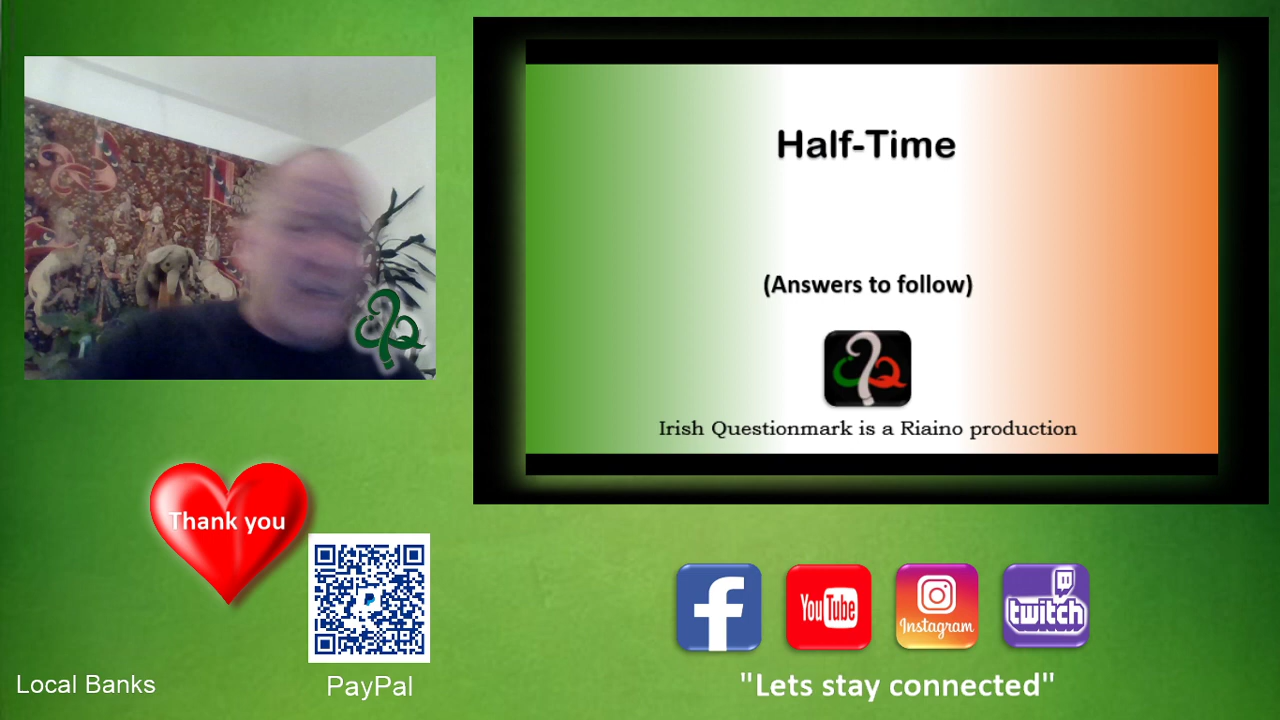 Half-Time
(Answers to follow)
Irish Questionmark is a Riaino production
Thank you
Local Banks
PayPal
YouTube
Instagram
twitch
"Lets stay connected"